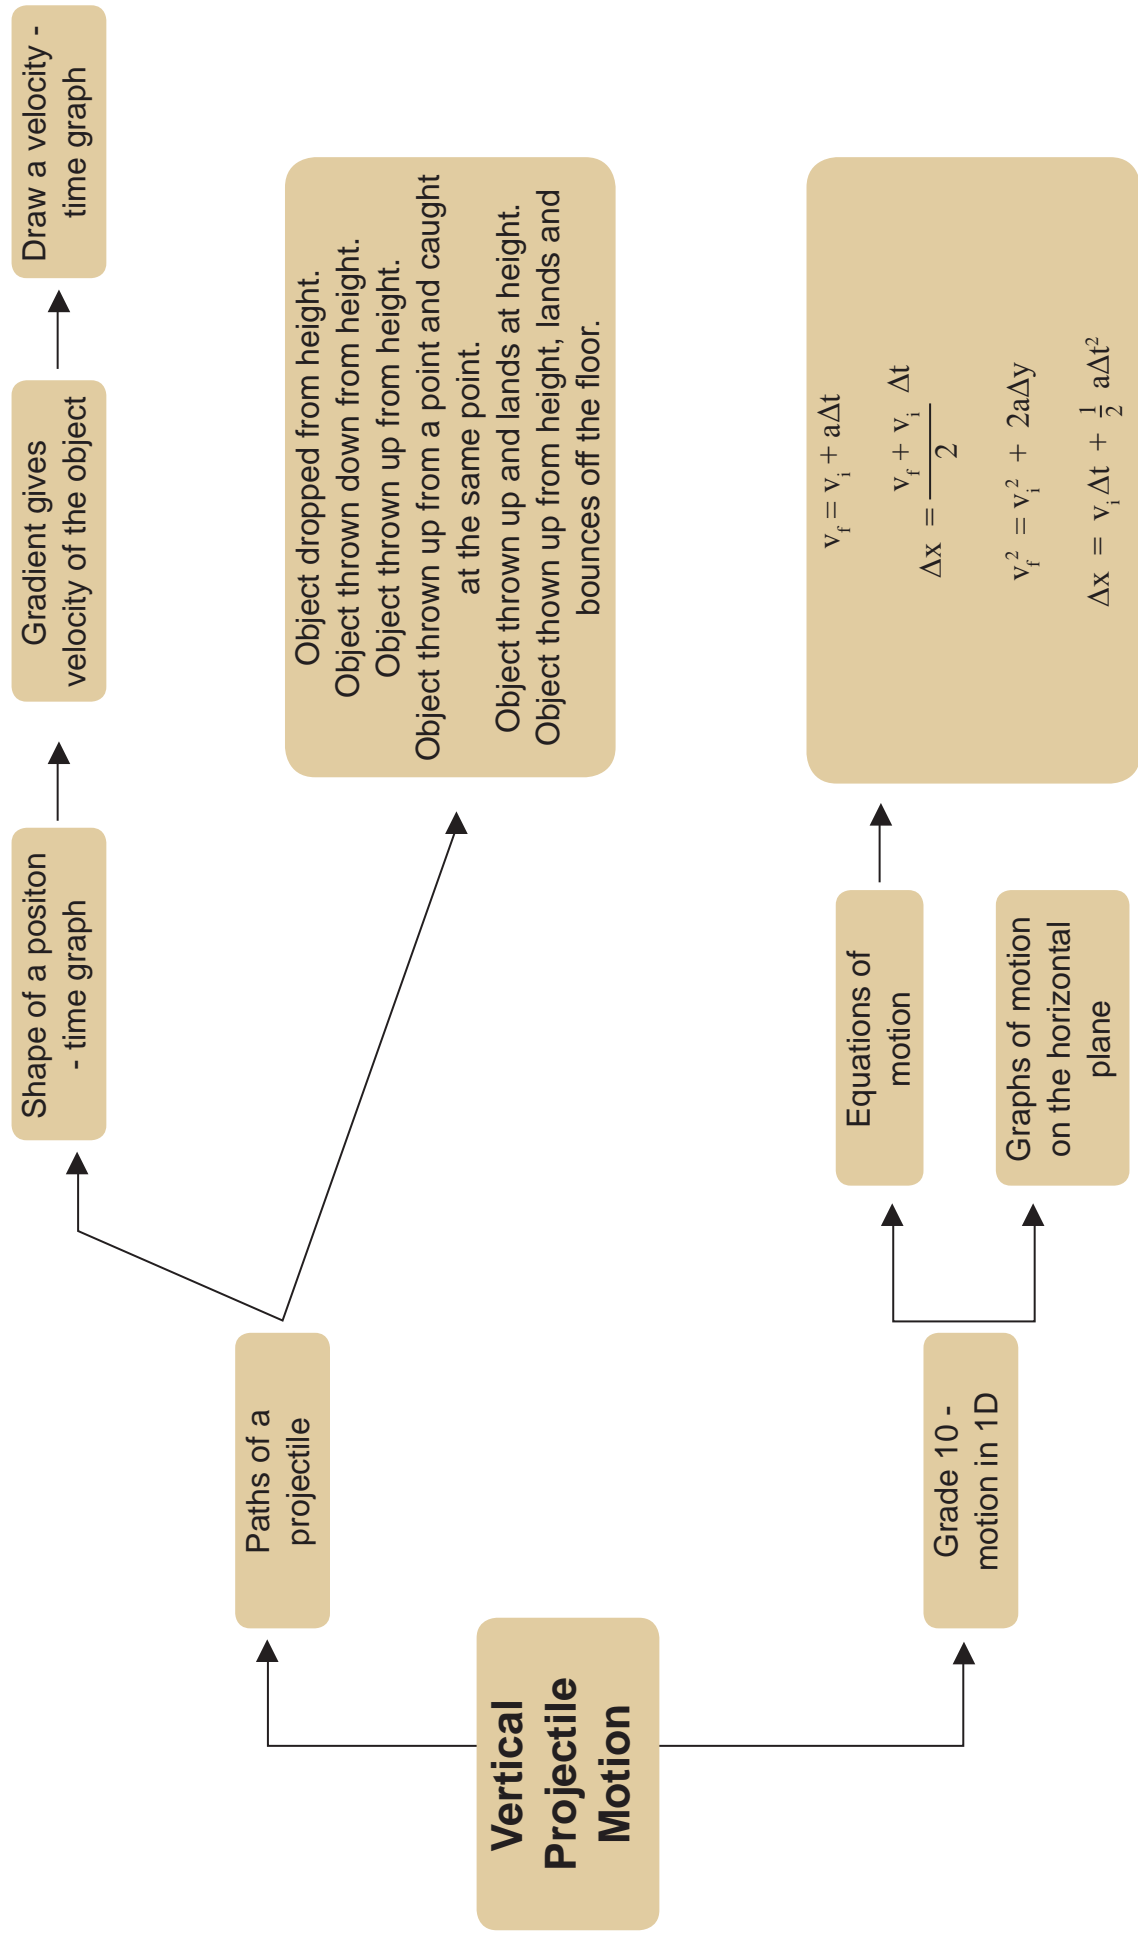 Vertical
Projectile
Motion
Paths of a
projectile
Shape of a positon
- time graph
Gradient gives
velocity of the object
Draw a velocity -
time graph
Object dropped from height.
Object thrown down from height.
Object thrown up from height.
Object thrown up from a point and caught
at the same point.
Object thrown up and lands at height.
Object thown up from height, lands and
bounces off the floor.
Grade 10 -
motion in 1D
Equations of
motion
v_f = v_i + aΔt
Δx = \frac{v_f + v_i}{2} Δt
v_f^2 = v_i^2 + 2aΔy
Δx = v_i Δt + \frac{1}{2} aΔt^2
Graphs of motion
on the horizontal
plane